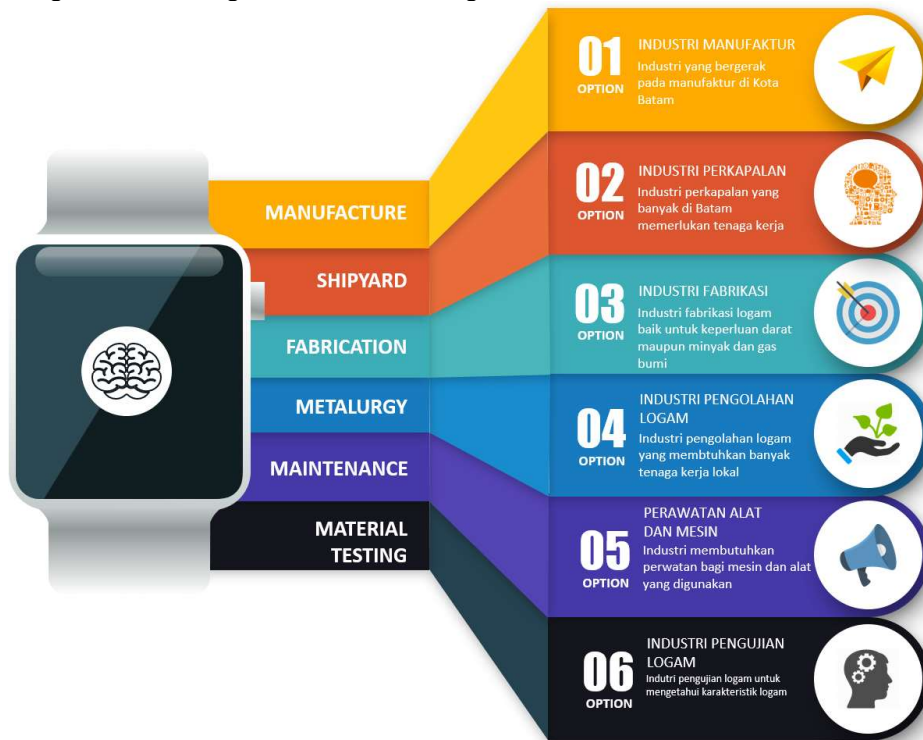 MANUFACTURE
SHIPYARD
FABRICATION
METALURGY
MAINTENANCE
MATERIAL
TESTING
01
OPTION
INDUSTRI MANUFAKTUR
Industri yang bergerak
pada manufaktur di Kota
Batam
02
OPTION
INDUSTRI PERKAPALAN
Industri perkapalan yang
banyak di Batam
memerlukan tenaga kerja
03
OPTION
INDUSTRI FABRIKASI
Industri fabrikasi logam
baik untuk keperluan darat
maupun minyak dan gas
bumi
04
OPTION
INDUSTRI PENGOLAHAN
LOGAM
Industri pengolahan logam
yang membtuhkan banyak
tenaga kerja lokal
05
OPTION
PERAWATAN ALAT
DAN MESIN
Industri membutuhkan
perwatan bagi mesin dan alat
yang digunakan
06
OPTION
INDUSTRI PENGUJIAN
LOGAM
Indutri pengujian logam untuk
mengetahui karakteristik logam